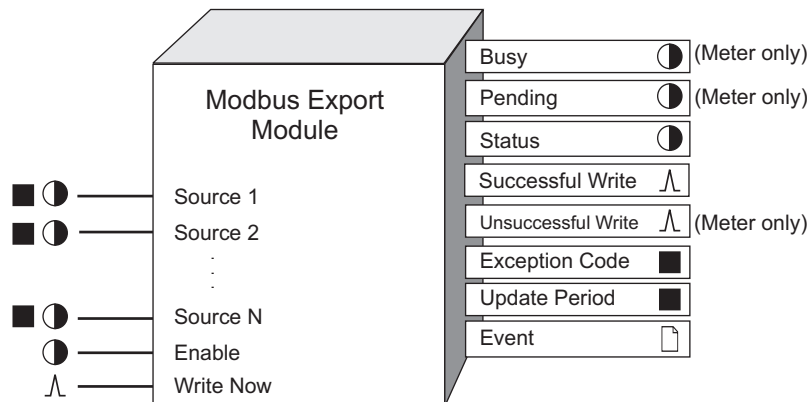 Modbus Export
Module
Source 1
Source 2
.
.
.
Source N
Enable
Write Now
Busy (Meter only)
Pending (Meter only)
Status
Successful Write
Unsuccessful Write (Meter only)
Exception Code
Update Period
Event